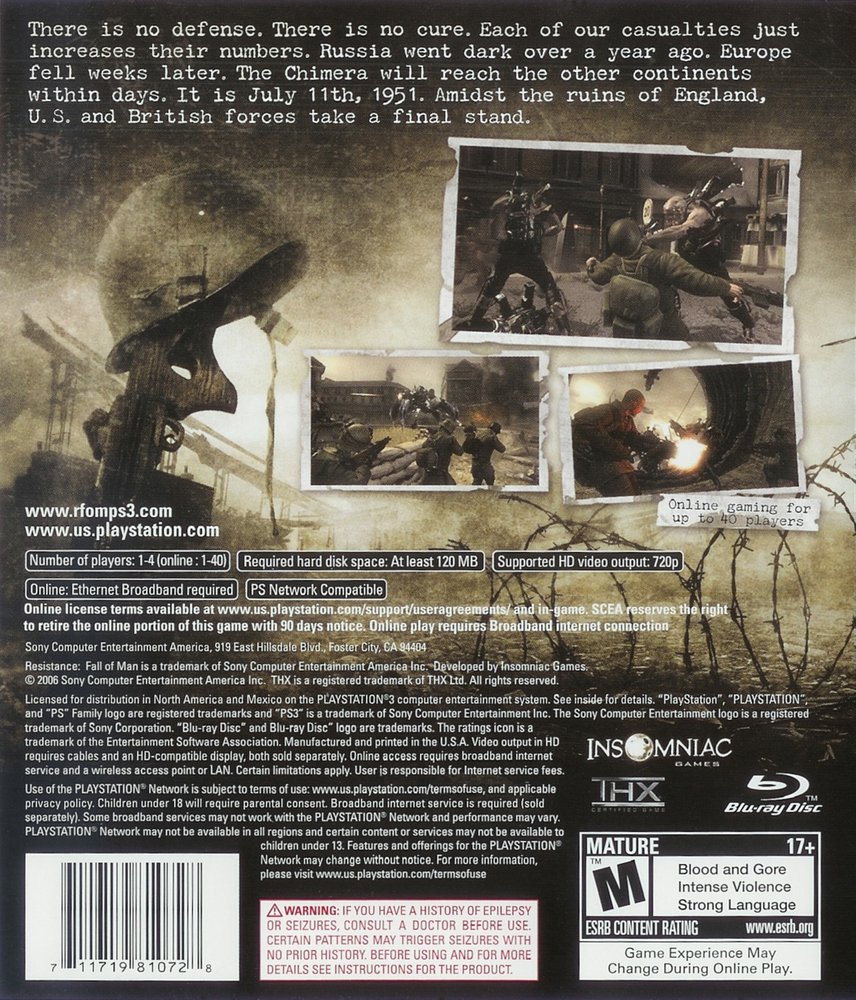 There is no defense. There is no cure. Each of our casualties just
increases their numbers. Russia went dark over a year ago. Europe
fell weeks later. The Chimera will reach the other continents
within days. It is July 11th, 1951. Amidst the ruins of England,
U.S. and British forces take a final stand.
Online gaming for
up to 40 players
www.rfomps3.com
www.us.playstation.com
Number of players: 1-4 (online : 1-40)
Required hard disk space: At least 120 MB
Supported HD video output: 720p
Online: Ethernet Broadband required
PS Network Compatible
Online license terms available at www.us.playstation.com/support/useragreements/ and in-game. SCEA reserves the right
to retire the online portion of this game with 90 days notice. Online play requires Broadband internet connection
Sony Computer Entertainment America, 919 East Hillsdale Blvd., Foster City, CA 94404
Resistance: Fall of Man is a trademark of Sony Computer Entertainment America Inc. Developed by Insomniac Games.
© 2006 Sony Computer Entertainment America Inc. THX is a registered trademark of THX Ltd. All rights reserved.
Licensed for distribution in North America and Mexico on the PLAYSTATION®3 computer entertainment system. See inside for details. "PlayStation", "PLAYSTATION",
and "PS" Family logo are registered trademarks and "PS3" is a trademark of Sony Computer Entertainment Inc. The Sony Computer Entertainment logo is a registered
trademark of Sony Corporation. "Blu-ray Disc" and Blu-ray Disc" logo are trademarks. The ratings icon is a
trademark of the Entertainment Software Association. Manufactured and printed in the U.S.A. Video output in HD
requires cables and an HD-compatible display, both sold separately. Online access requires broadband internet
service and a wireless access point or LAN. Certain limitations apply. User is responsible for Internet service fees.
Use of the PLAYSTATION® Network is subject to terms of use: www.us.playstation.com/termsofuse, and applicable
privacy policy. Children under 18 will require parental consent. Broadband internet service is required (sold
separately). Some broadband services may not work with the PLAYSTATION® Network and performance may vary.
PLAYSTATION® Network may not be available in all regions and certain content or services may not be available to
children under 13. Features and offerings for the PLAYSTATION®
Network may change without notice. For more information,
please visit www.us.playstation.com/termsofuse
INSOMNIAC
GAMES
THX
CERTIFIED GAME
Blu-ray Disc™
MATURE 17+
M™
Blood and Gore
Intense Violence
Strong Language
ESRB CONTENT RATING www.esrb.org
Game Experience May
Change During Online Play.
WARNING: IF YOU HAVE A HISTORY OF EPILEPSY
OR SEIZURES, CONSULT A DOCTOR BEFORE USE.
CERTAIN PATTERNS MAY TRIGGER SEIZURES WITH
NO PRIOR HISTORY. BEFORE USING AND FOR MORE
DETAILS SEE INSTRUCTIONS FOR THE PRODUCT.
7 11719 81072 8